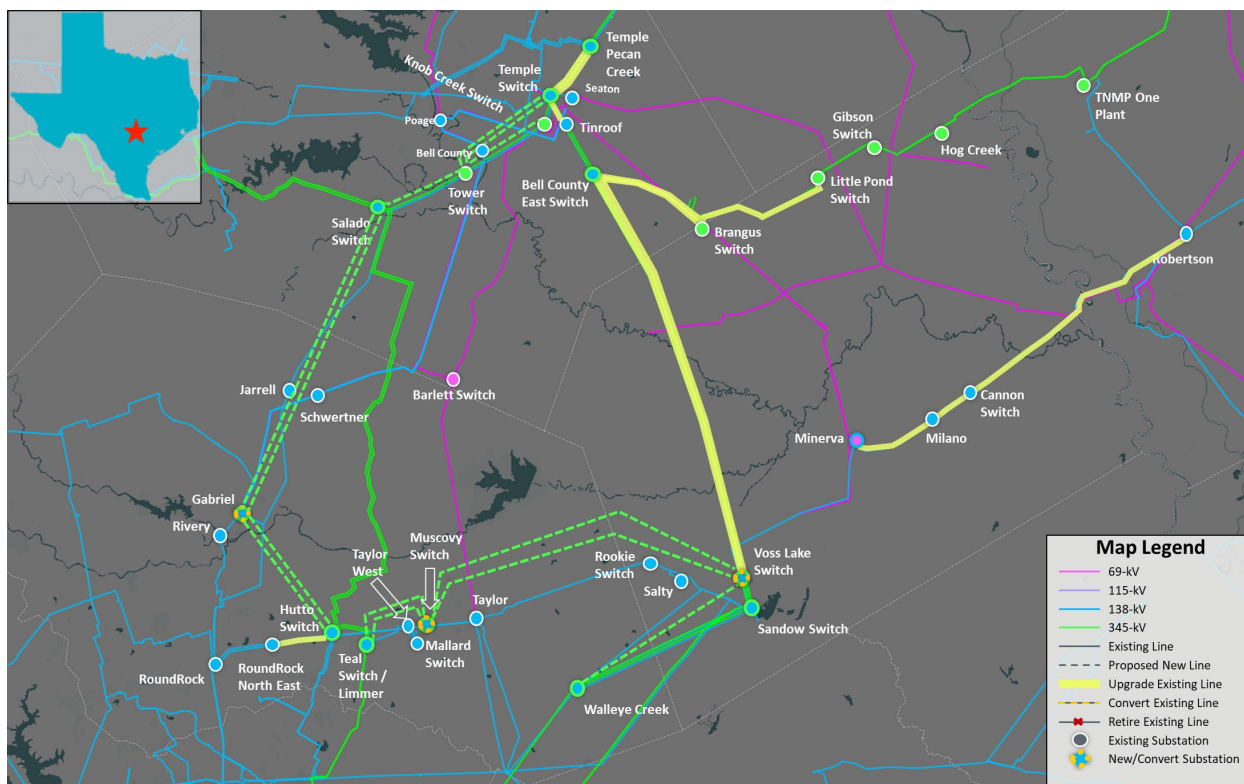 Temple
Pecan
Creek
Knob Creek Switch
Temple
Switch
Seaton
Poage
Tinroof
Bell County
TNMP One
Plant
Gibson
Switch
Hog Creek
Tower
Switch
Bell County
East Switch
Little Pond
Switch
Salado
Switch
Brangus
Switch
Robertson
Jarrell
Schwertner
Barlett Switch
Cannon
Switch
Milano
Minerva
Gabriel
Rivery
Taylor
West
Muscovy
Switch
Rookie
Switch
Salty
Voss Lake
Switch
Taylor
Hutto
Switch
Sandow Switch
Mallard
Switch
Teal
Switch /
Limmer
RoundRock
North East
RoundRock
Walleye Creek
Map Legend
69-kV
115-kV
138-kV
345-kV
Existing Line
Proposed New Line
Upgrade Existing Line
Convert Existing Line
Retire Existing Line
Existing Substation
New/Convert Substation